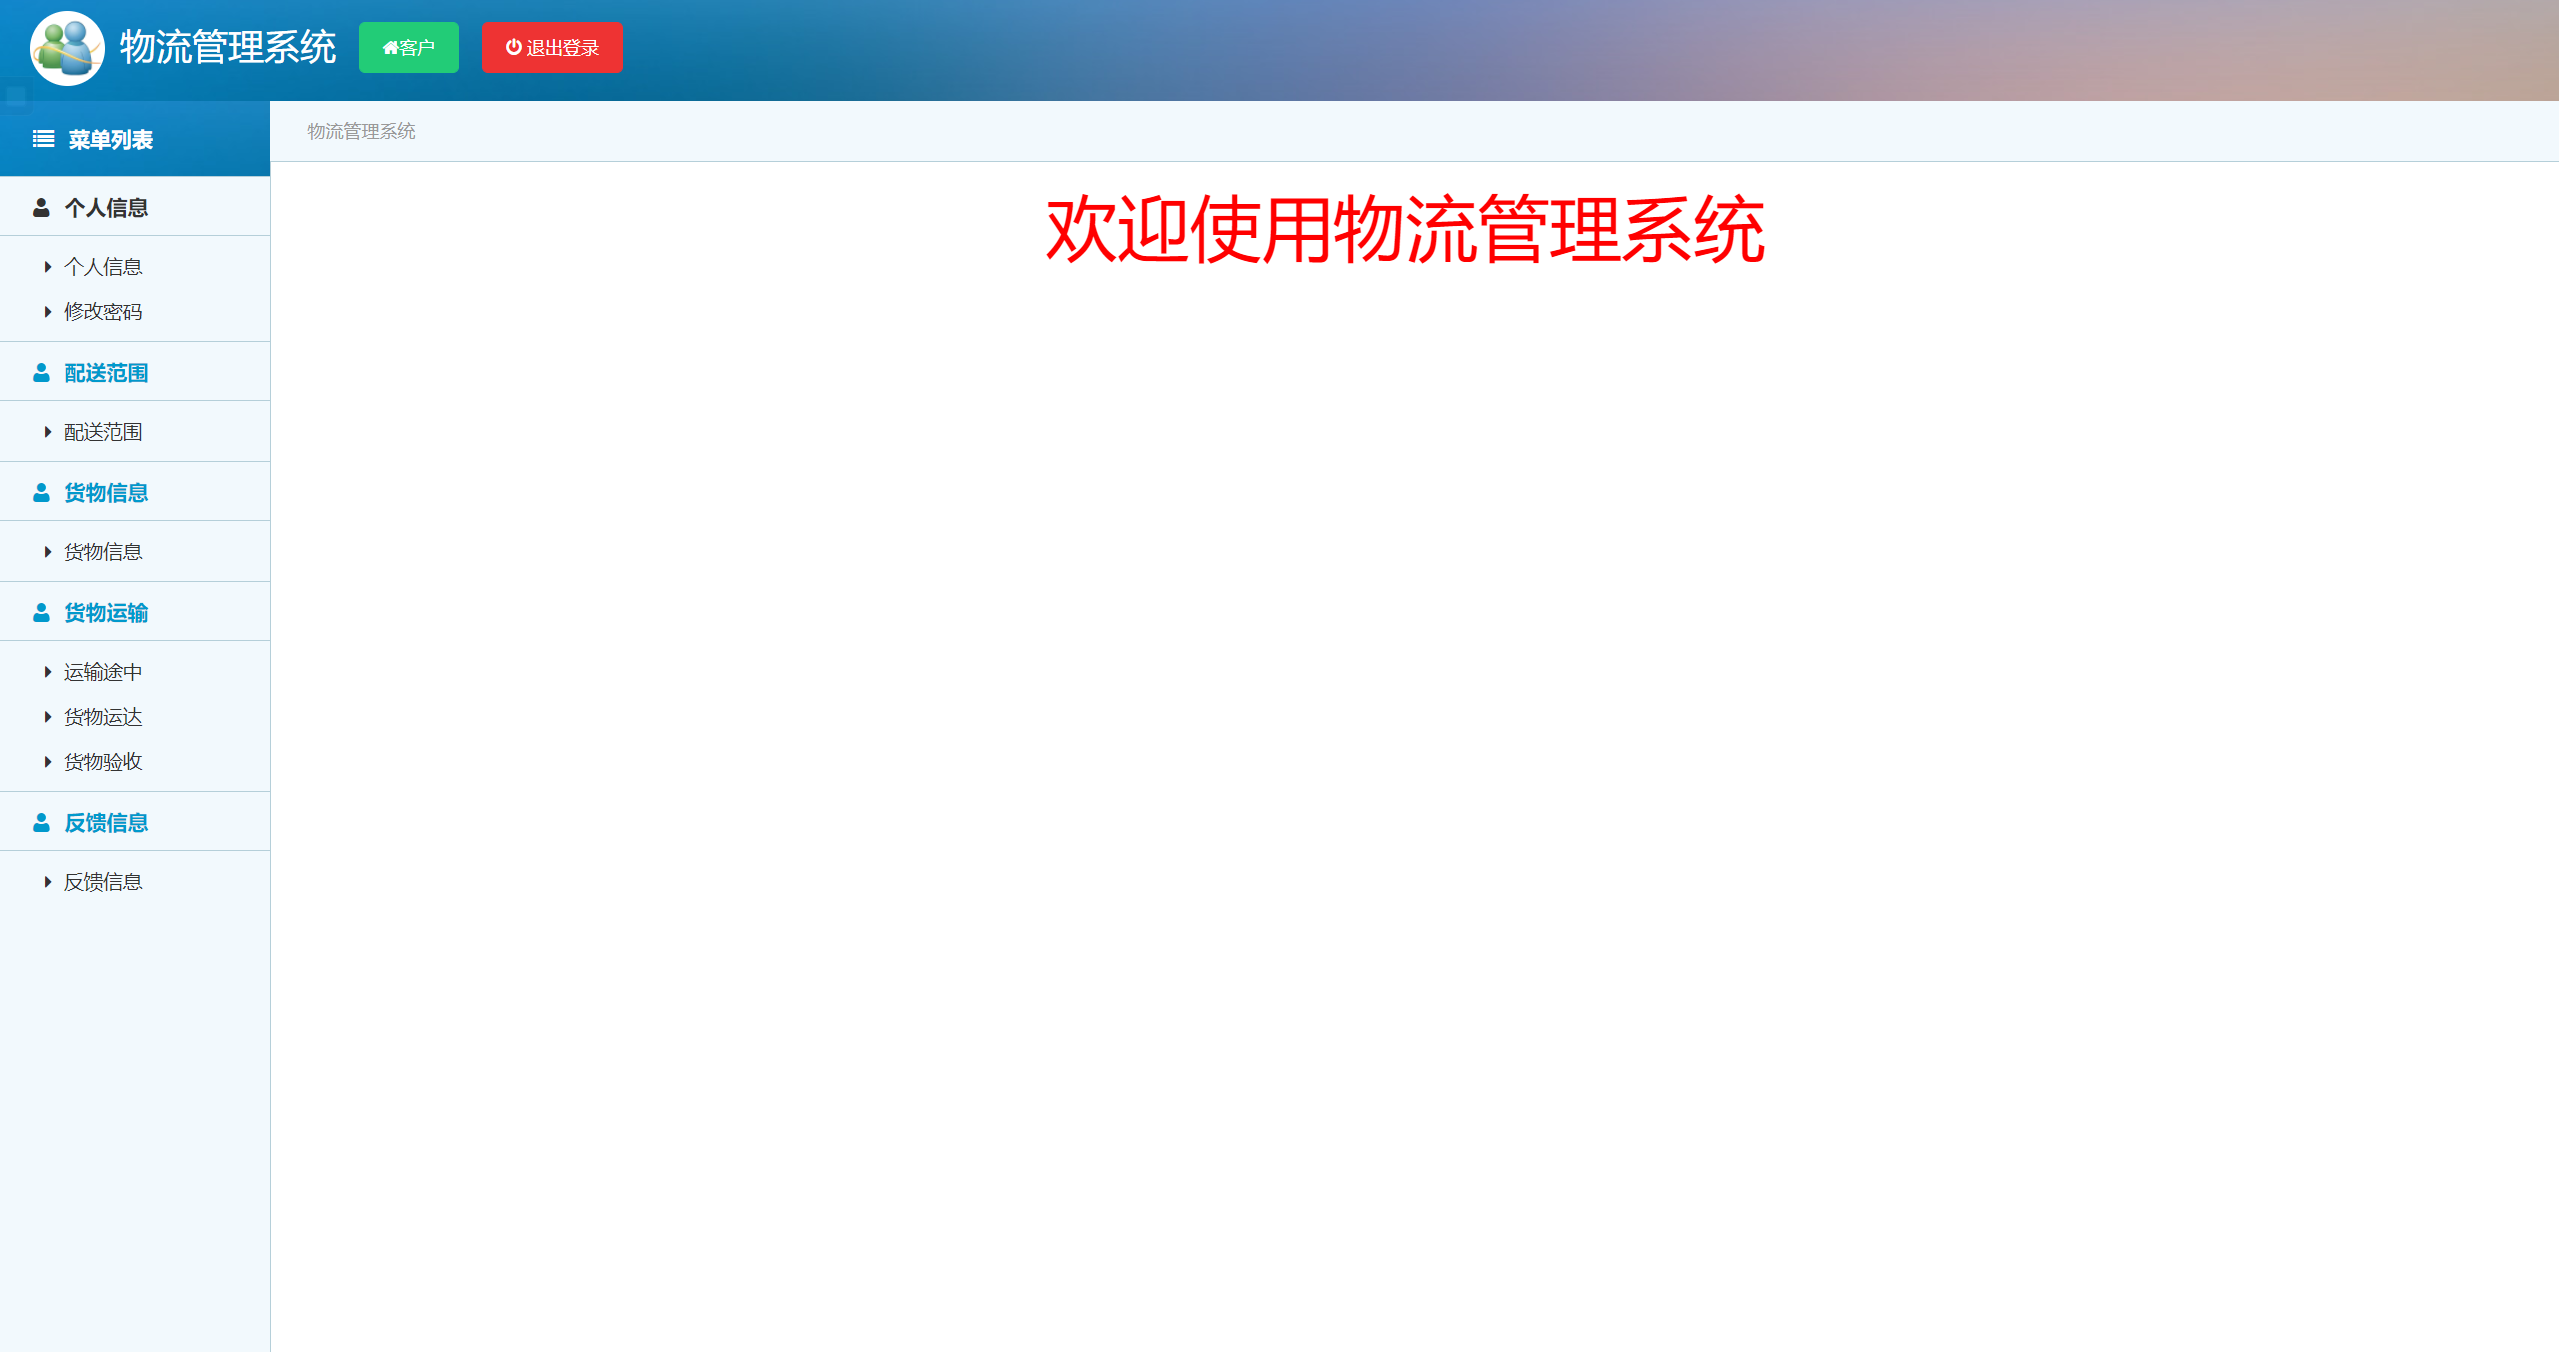 物流管理系统
客户
退出登录
菜单列表
物流管理系统
欢迎使用物流管理系统
个人信息
个人信息
修改密码
配送范围
配送范围
货物信息
货物信息
货物运输
运输途中
货物运达
货物验收
反馈信息
反馈信息